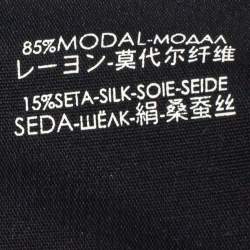 85%MODAL-МОДАЛ
レーヨン-莫代尔纤维
15%SETA-SILK-SOIE-SEIDE
SEDA-ШЁЛК-絹-桑蚕丝